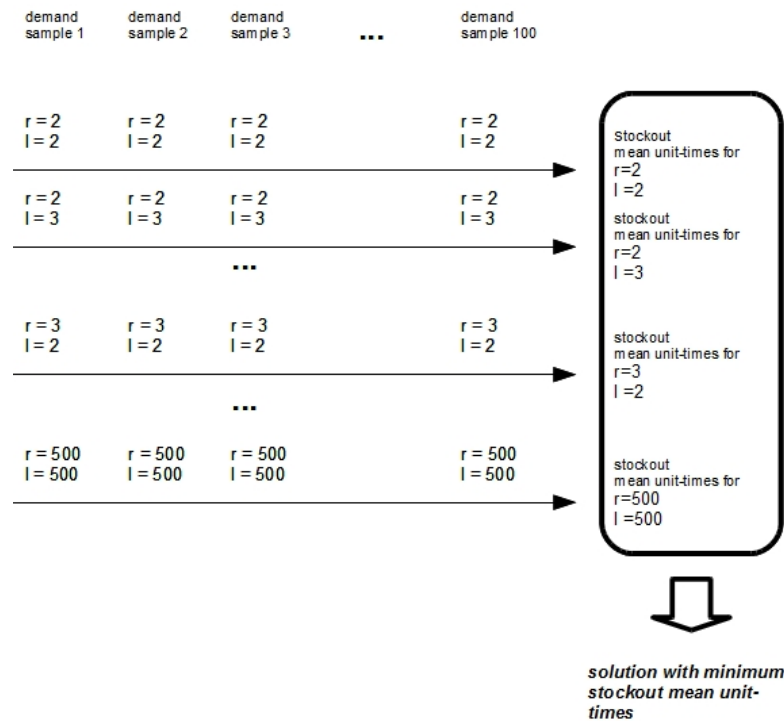 demand demand demand demand
sample 1 sample 2 sample 3 ... sample 100
r = 2 r = 2 r = 2 r = 2
l = 2 l = 2 l = 2 l = 2
stockout
mean unit-times for
r=2
l =2
r = 2 r = 2 r = 2 r = 2
l = 3 l = 3 l = 3 l = 3
...
stockout
mean unit-times for
r=2
l =3
r = 3 r = 3 r = 3 r = 3
l = 2 l = 2 l = 2 l = 2
...
stockout
mean unit-times for
r=3
l =2
r = 500 r = 500 r = 500 r = 500
l = 500 l = 500 l = 500 l = 500
stockout
mean unit-times for
r=500
l =500
solution with minimum
stockout mean unit-
times